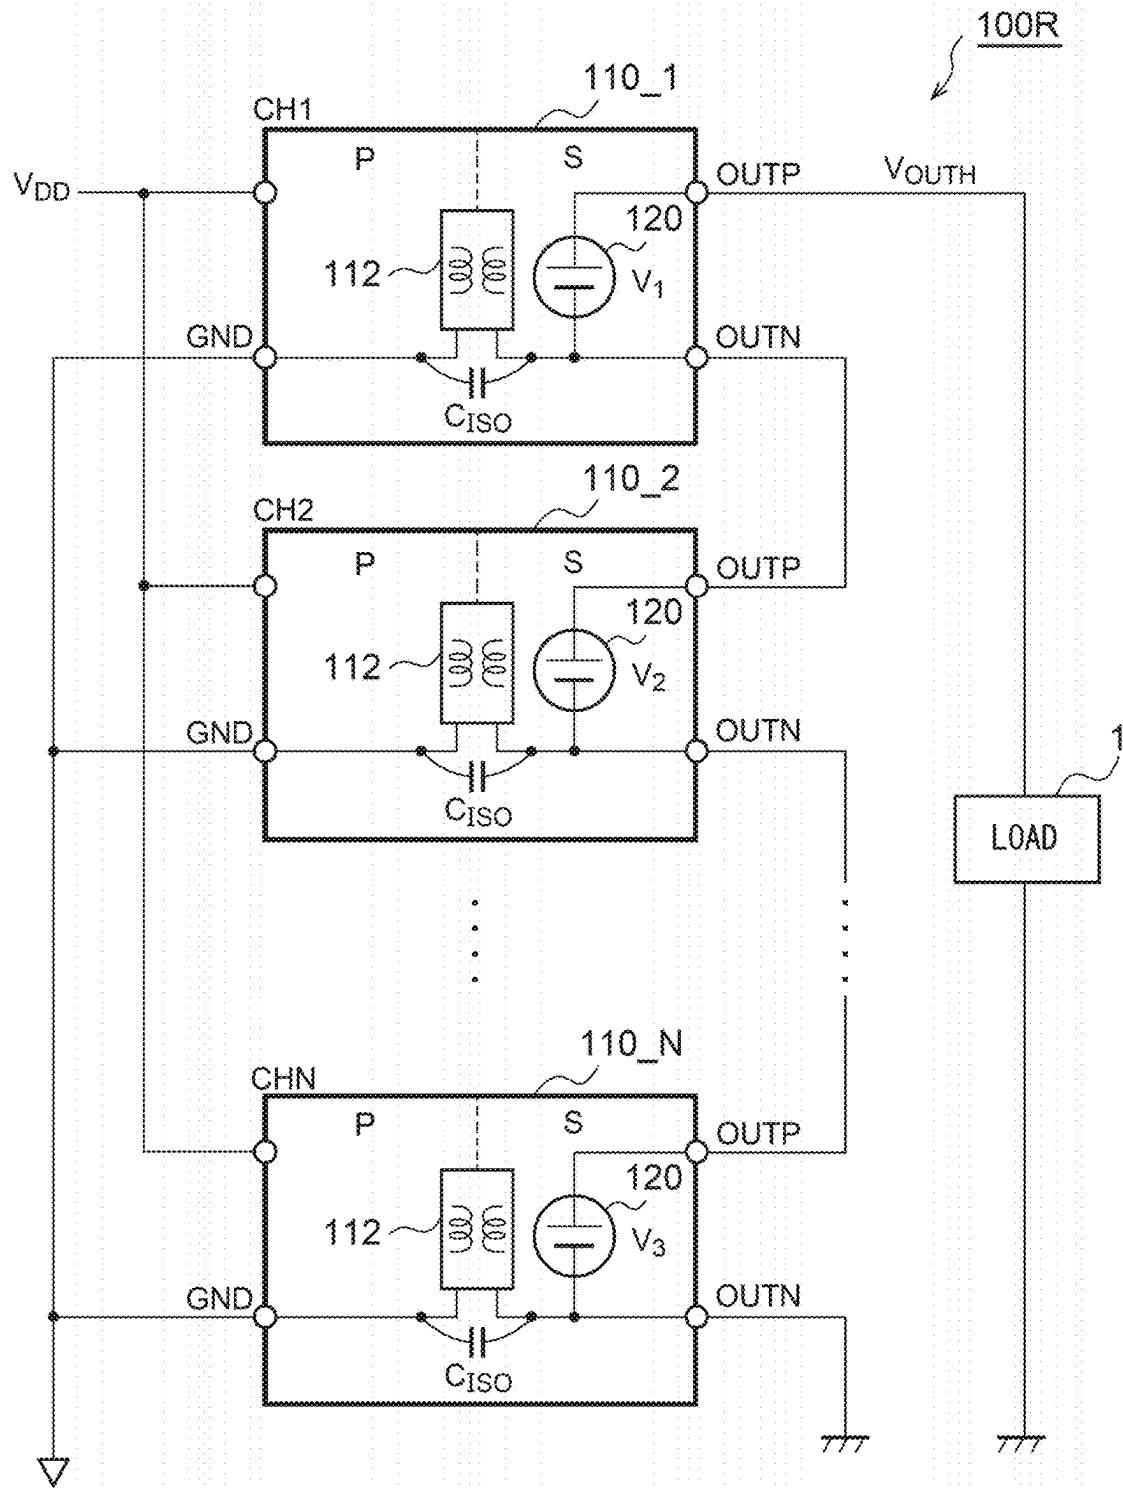 100R
110_1
CH1
P
S
OUTP
VOUTH
VDD
120
112
V1
GND
OUTN
CISO
110_2
CH2
P
S
OUTP
120
112
V2
GND
OUTN
1
CISO
LOAD
110_N
CHN
P
S
OUTP
120
112
V3
GND
OUTN
CISO